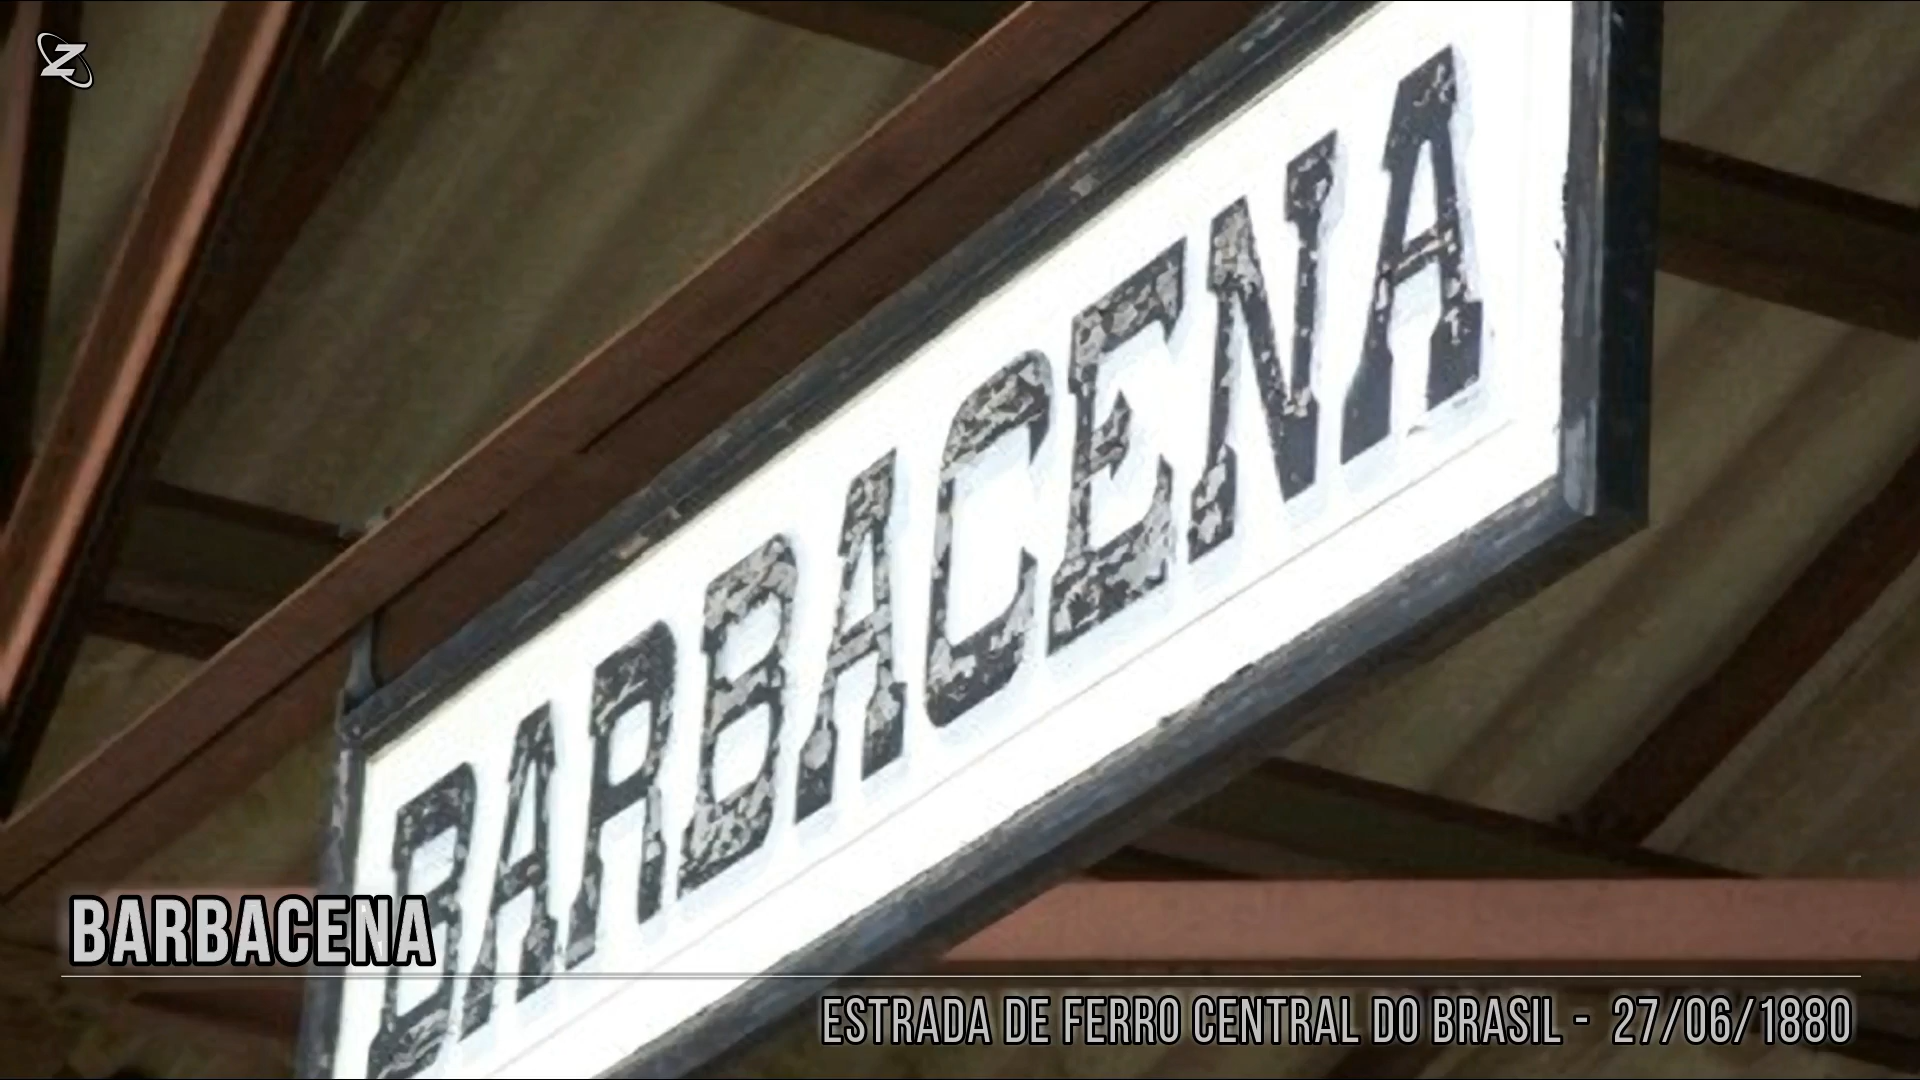 BARBACENA
BARBACENA
ESTRADA DE FERRO CENTRAL DO BRASIL - 27/06/1880